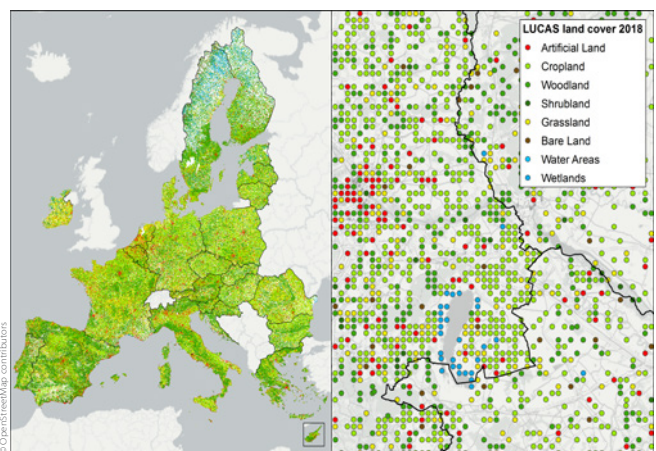 LUCAS land cover 2018
Artificial Land
Cropland
Woodland
Shrubland
Grassland
Bare Land
Water Areas
Wetlands
© OpenStreetMap contributors